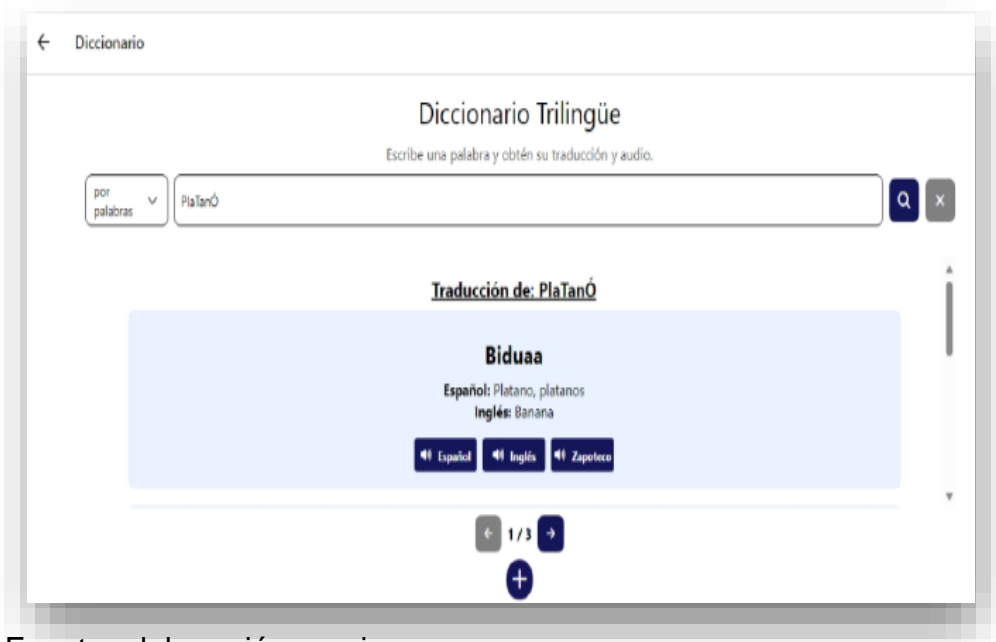 Diccionario
Diccionario Trilingüe
Escribe una palabra y obtén su traducción y audio.
por palabras
PlaTanÓ
Traducción de: PlaTanÓ
Biduaa
Español: Platano, platanos
Inglés: Banana
Español Inglés Zapoteco
1 / 3